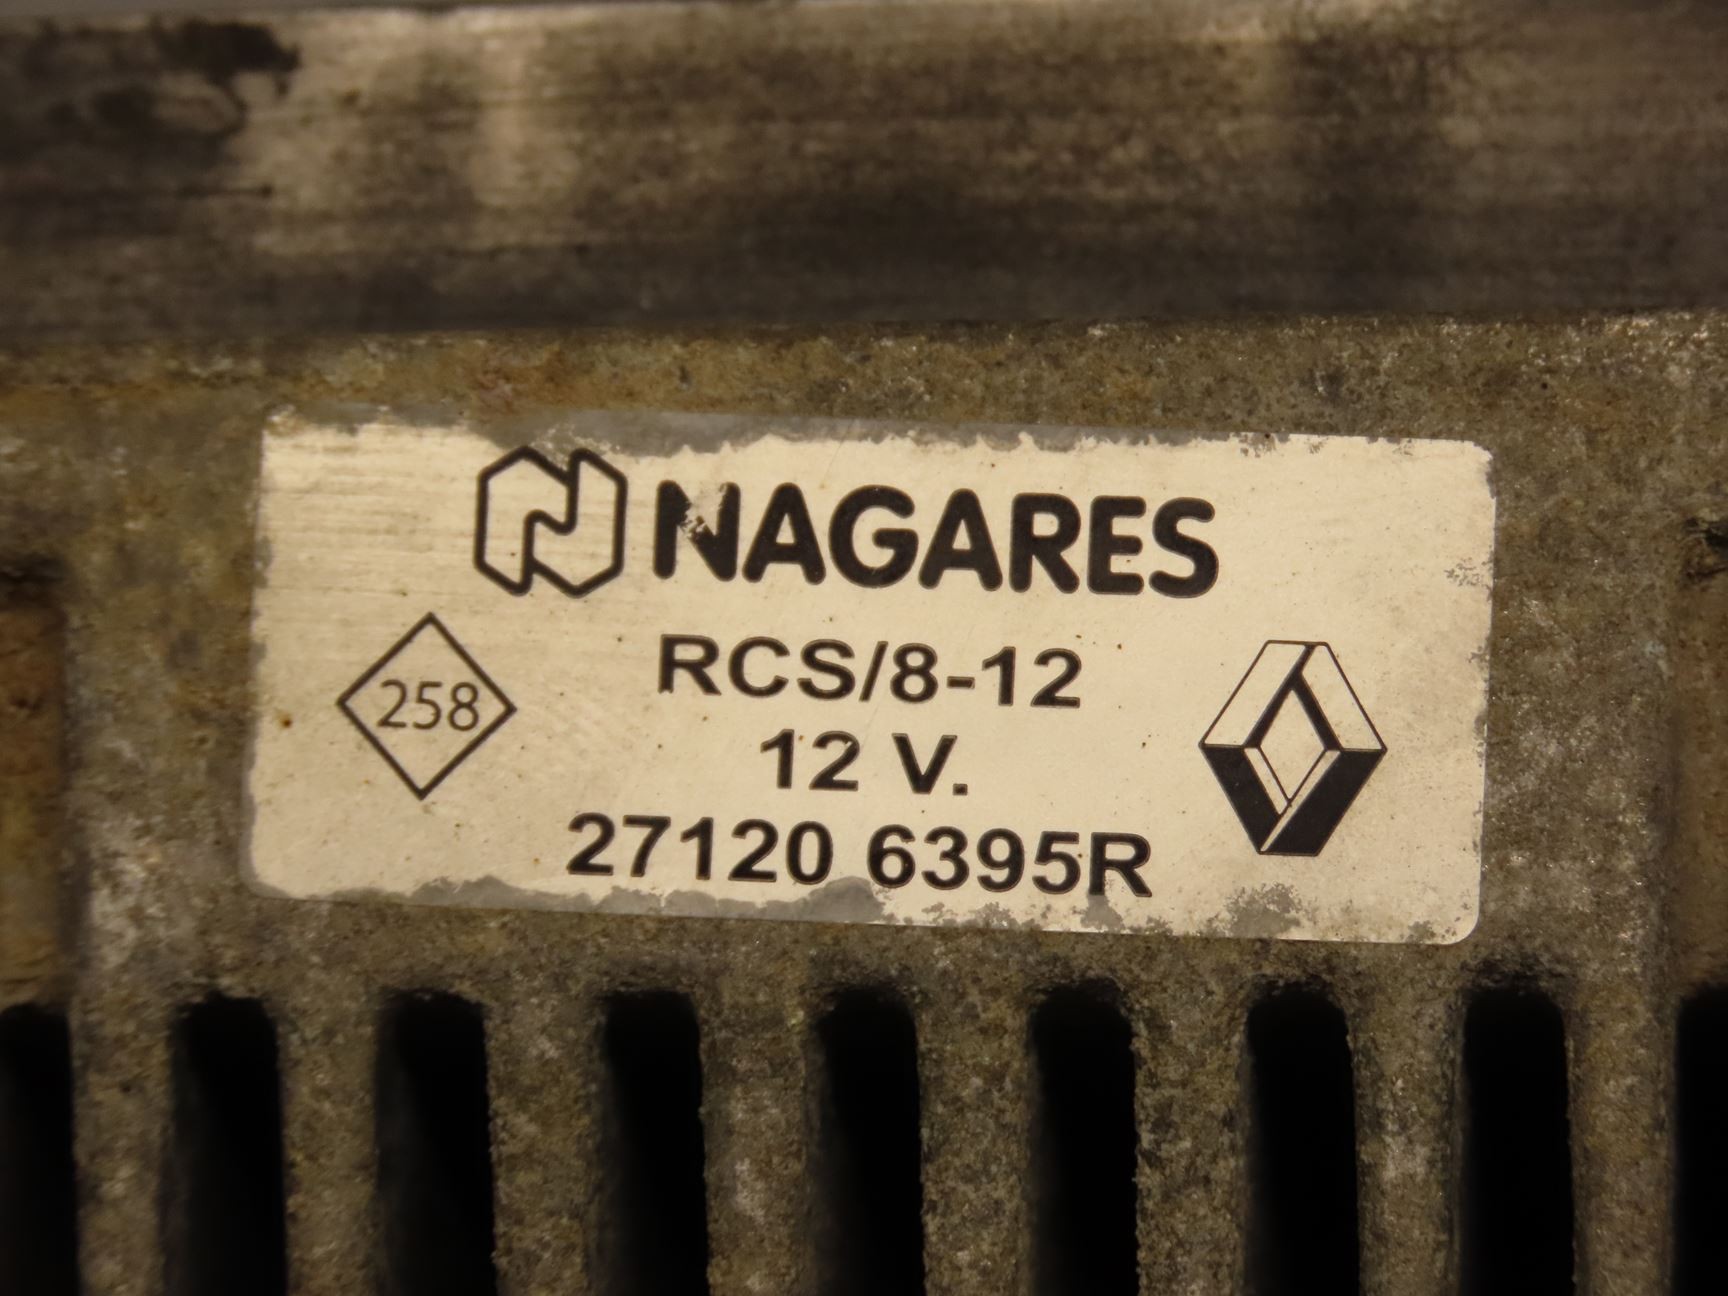 NAGARES
258
RCS/8-12
12 V.
27120 6395R